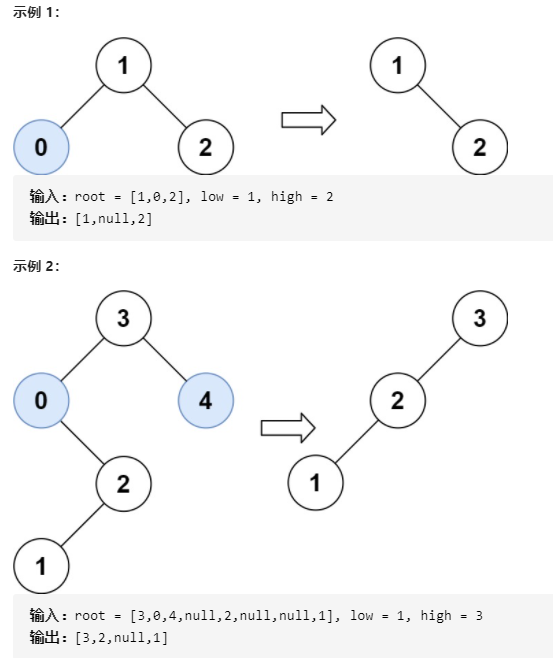 示例 1：
1
1
0
2
2
输入：root = [1,0,2], low = 1, high = 2
输出：[1,null,2]
示例 2：
3
3
0
4
2
2
1
1
输入：root = [3,0,4,null,2,null,null,1], low = 1, high = 3
输出：[3,2,null,1]